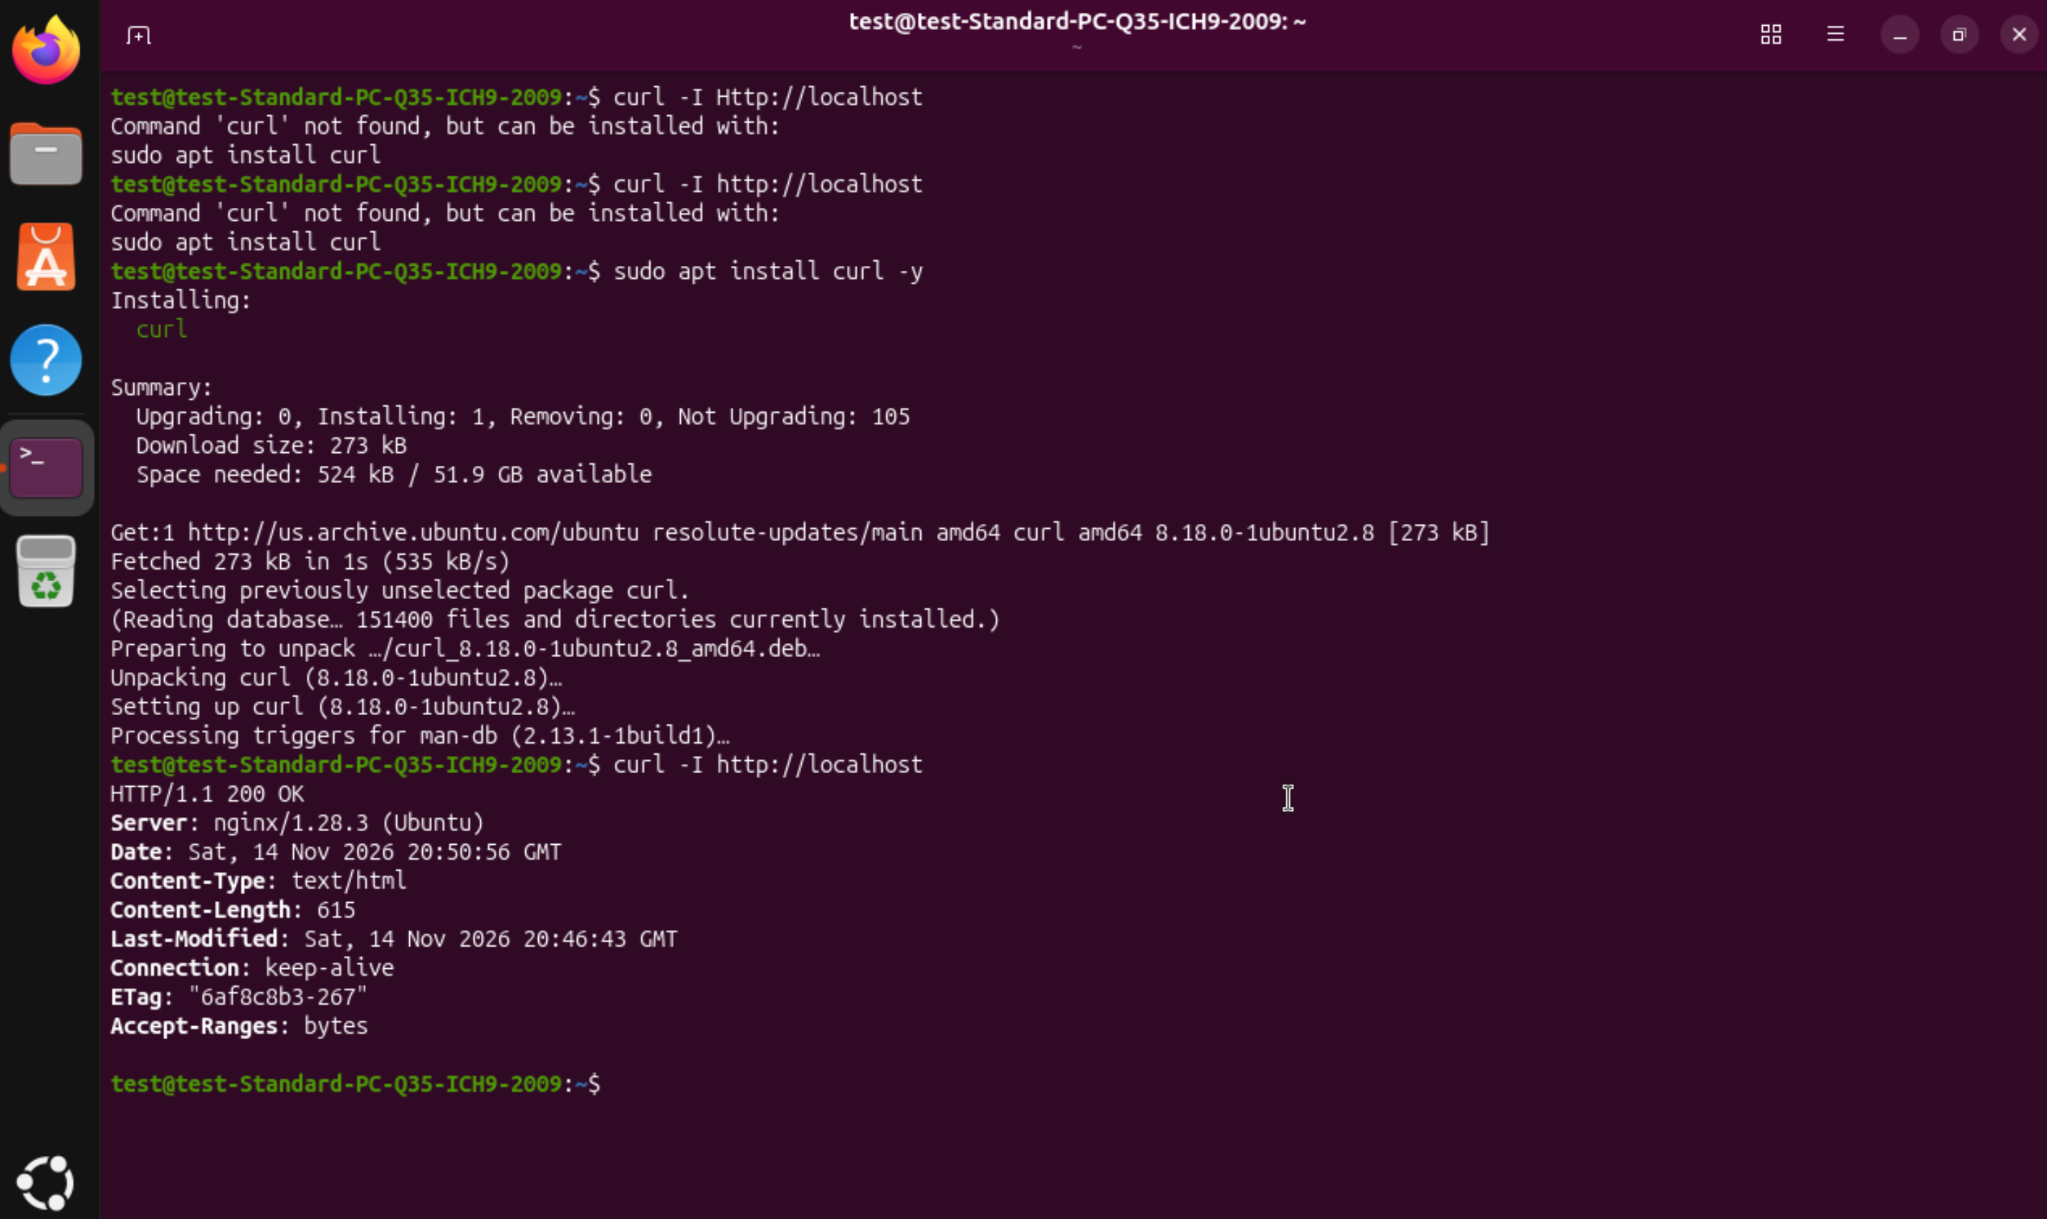 test@test-Standard-PC-Q35-ICH9-2009: ~
~
test@test-Standard-PC-Q35-ICH9-2009:~$ curl -I Http://localhost
Command 'curl' not found, but can be installed with:
sudo apt install curl
test@test-Standard-PC-Q35-ICH9-2009:~$ curl -I http://localhost
Command 'curl' not found, but can be installed with:
sudo apt install curl
test@test-Standard-PC-Q35-ICH9-2009:~$ sudo apt install curl -y
Installing:
  curl

Summary:
  Upgrading: 0, Installing: 1, Removing: 0, Not Upgrading: 105
  Download size: 273 kB
  Space needed: 524 kB / 51.9 GB available

Get:1 http://us.archive.ubuntu.com/ubuntu resolute-updates/main amd64 curl amd64 8.18.0-1ubuntu2.8 [273 kB]
Fetched 273 kB in 1s (535 kB/s)
Selecting previously unselected package curl.
(Reading database… 151400 files and directories currently installed.)
Preparing to unpack …/curl_8.18.0-1ubuntu2.8_amd64.deb…
Unpacking curl (8.18.0-1ubuntu2.8)…
Setting up curl (8.18.0-1ubuntu2.8)…
Processing triggers for man-db (2.13.1-1build1)…
test@test-Standard-PC-Q35-ICH9-2009:~$ curl -I http://localhost
HTTP/1.1 200 OK
Server: nginx/1.28.3 (Ubuntu)
Date: Sat, 14 Nov 2026 20:50:56 GMT
Content-Type: text/html
Content-Length: 615
Last-Modified: Sat, 14 Nov 2026 20:46:43 GMT
Connection: keep-alive
ETag: "6af8c8b3-267"
Accept-Ranges: bytes

test@test-Standard-PC-Q35-ICH9-2009:~$